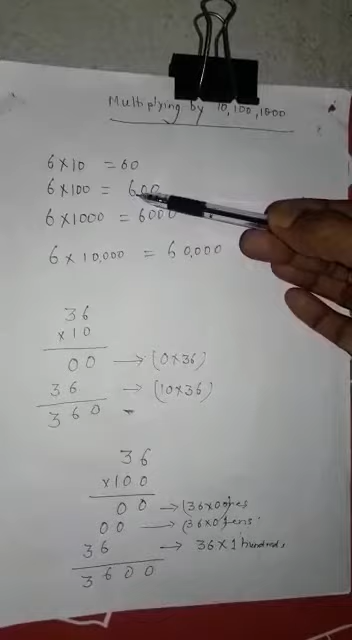 Multiplying by 10, 100, 1000
6 × 10 = 60
6 × 100 = 600
6 × 1000 = 6000
6 × 10,000 = 60,000
36
× 10
00 → (0×36)
36 → (10×36)
360
36
× 100
00 → (36×0)ones
00 → (36×0)tens
36 → 36×1 hundreds
3600